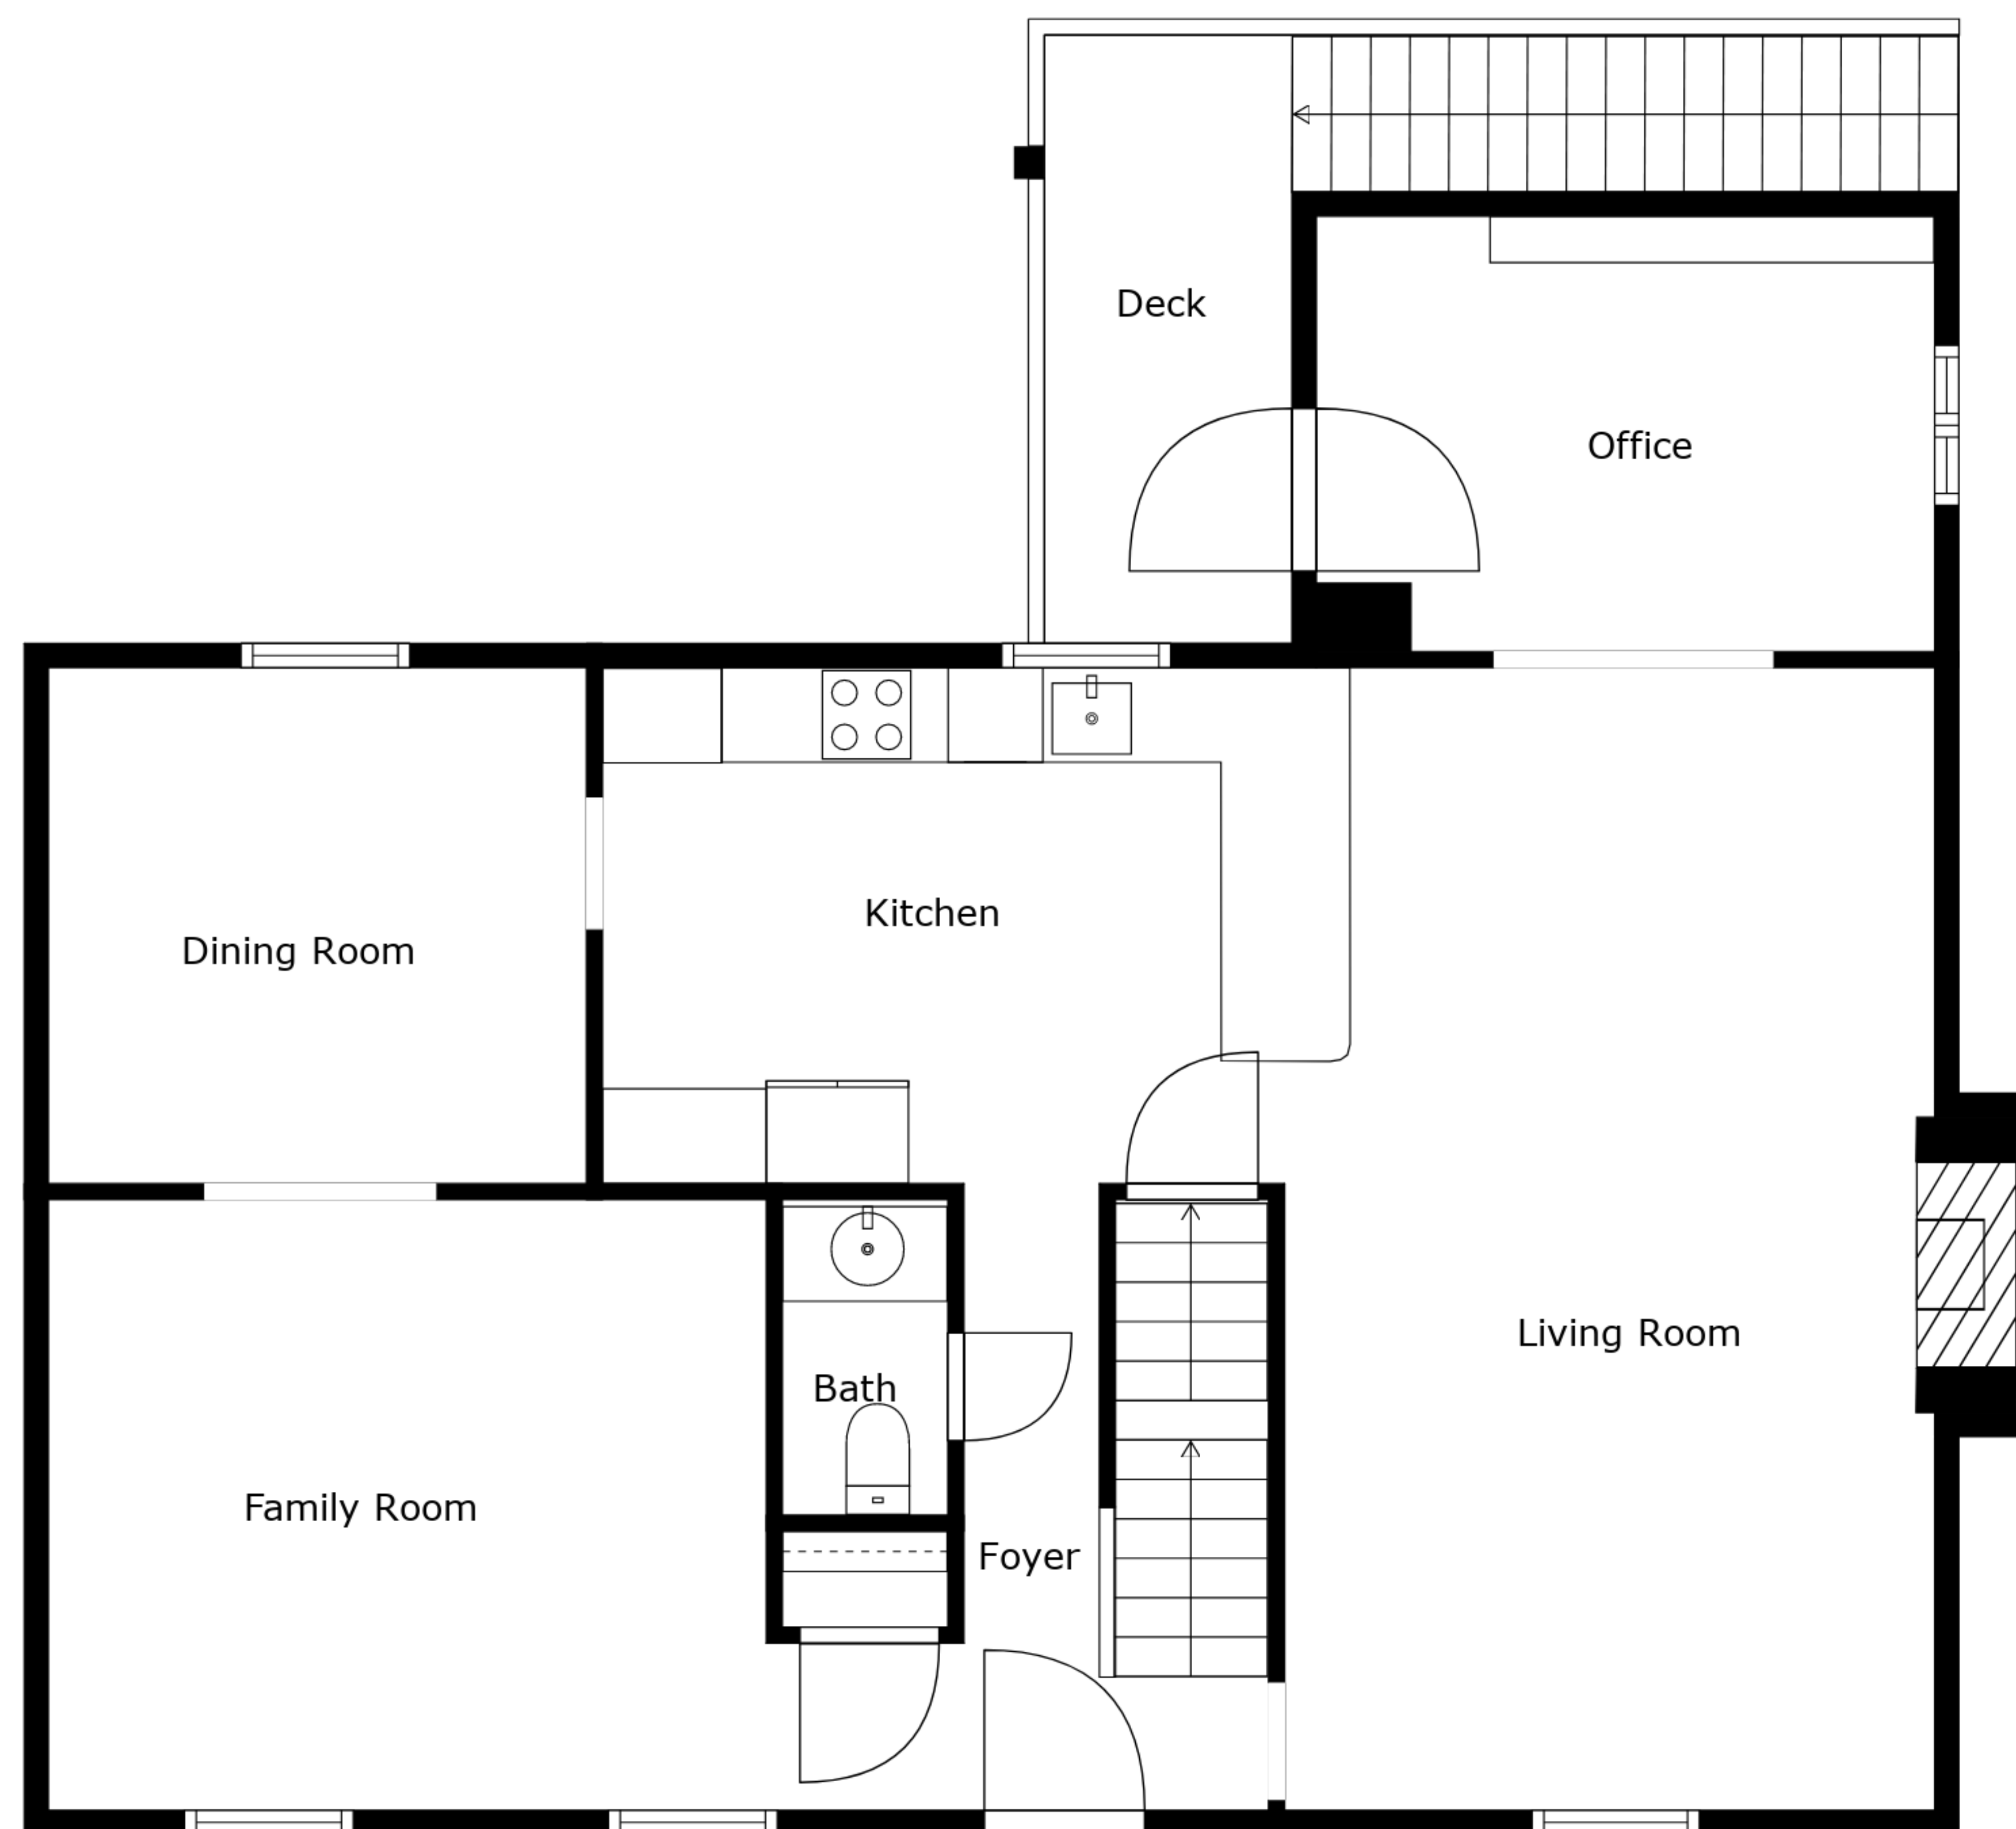 Deck
Office
Kitchen
Dining Room
Living Room
Bath
Family Room
Foyer